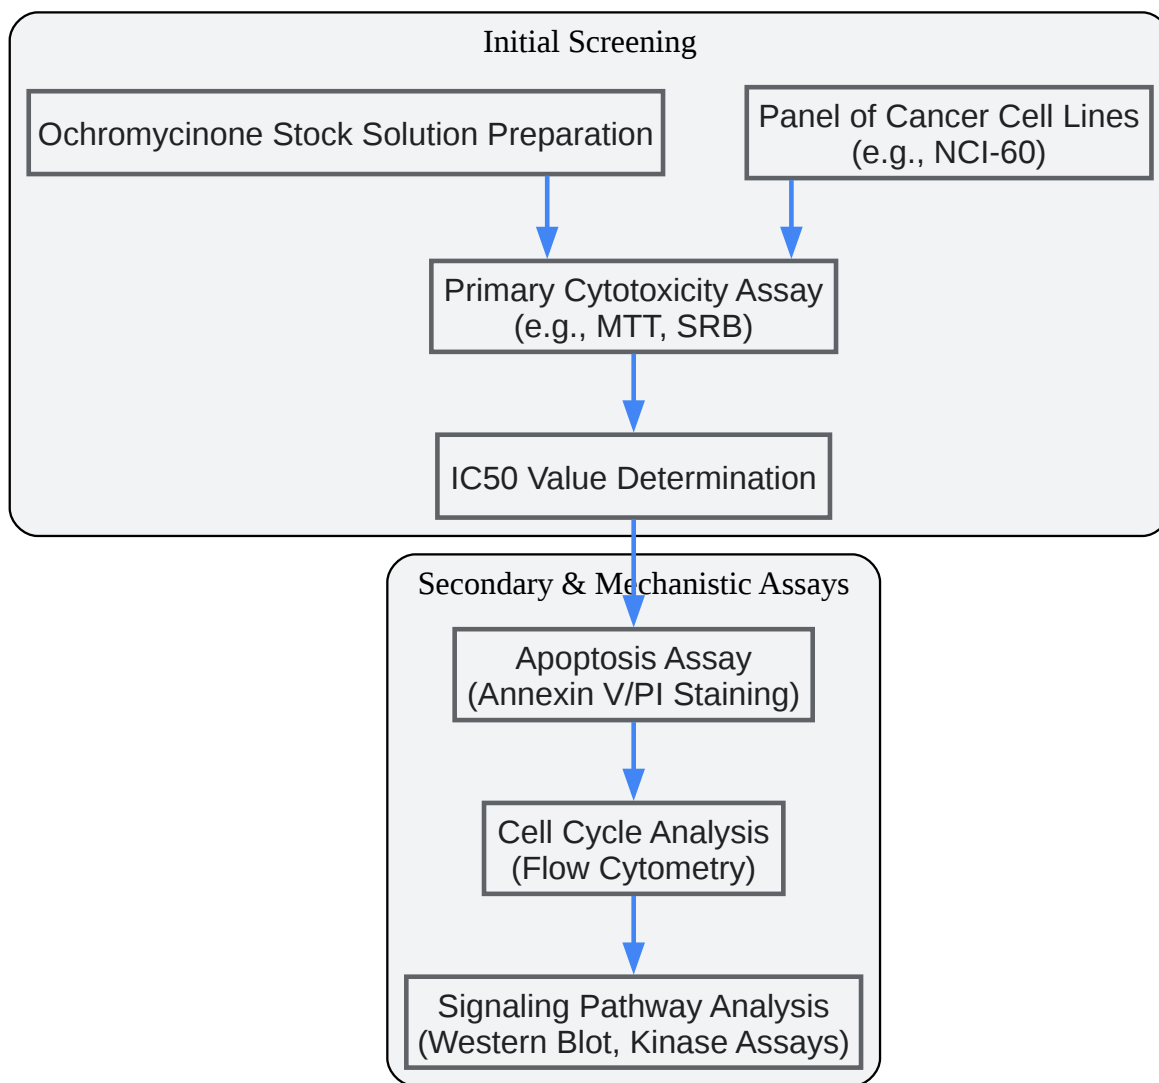 Initial Screening
Ochromycinone Stock Solution Preparation
Panel of Cancer Cell Lines
(e.g., NCI-60)
Primary Cytotoxicity Assay
(e.g., MTT, SRB)
IC50 Value Determination
Secondary & Mechanistic Assays
Apoptosis Assay
(Annexin V/PI Staining)
Cell Cycle Analysis
(Flow Cytometry)
Signaling Pathway Analysis
(Western Blot, Kinase Assays)